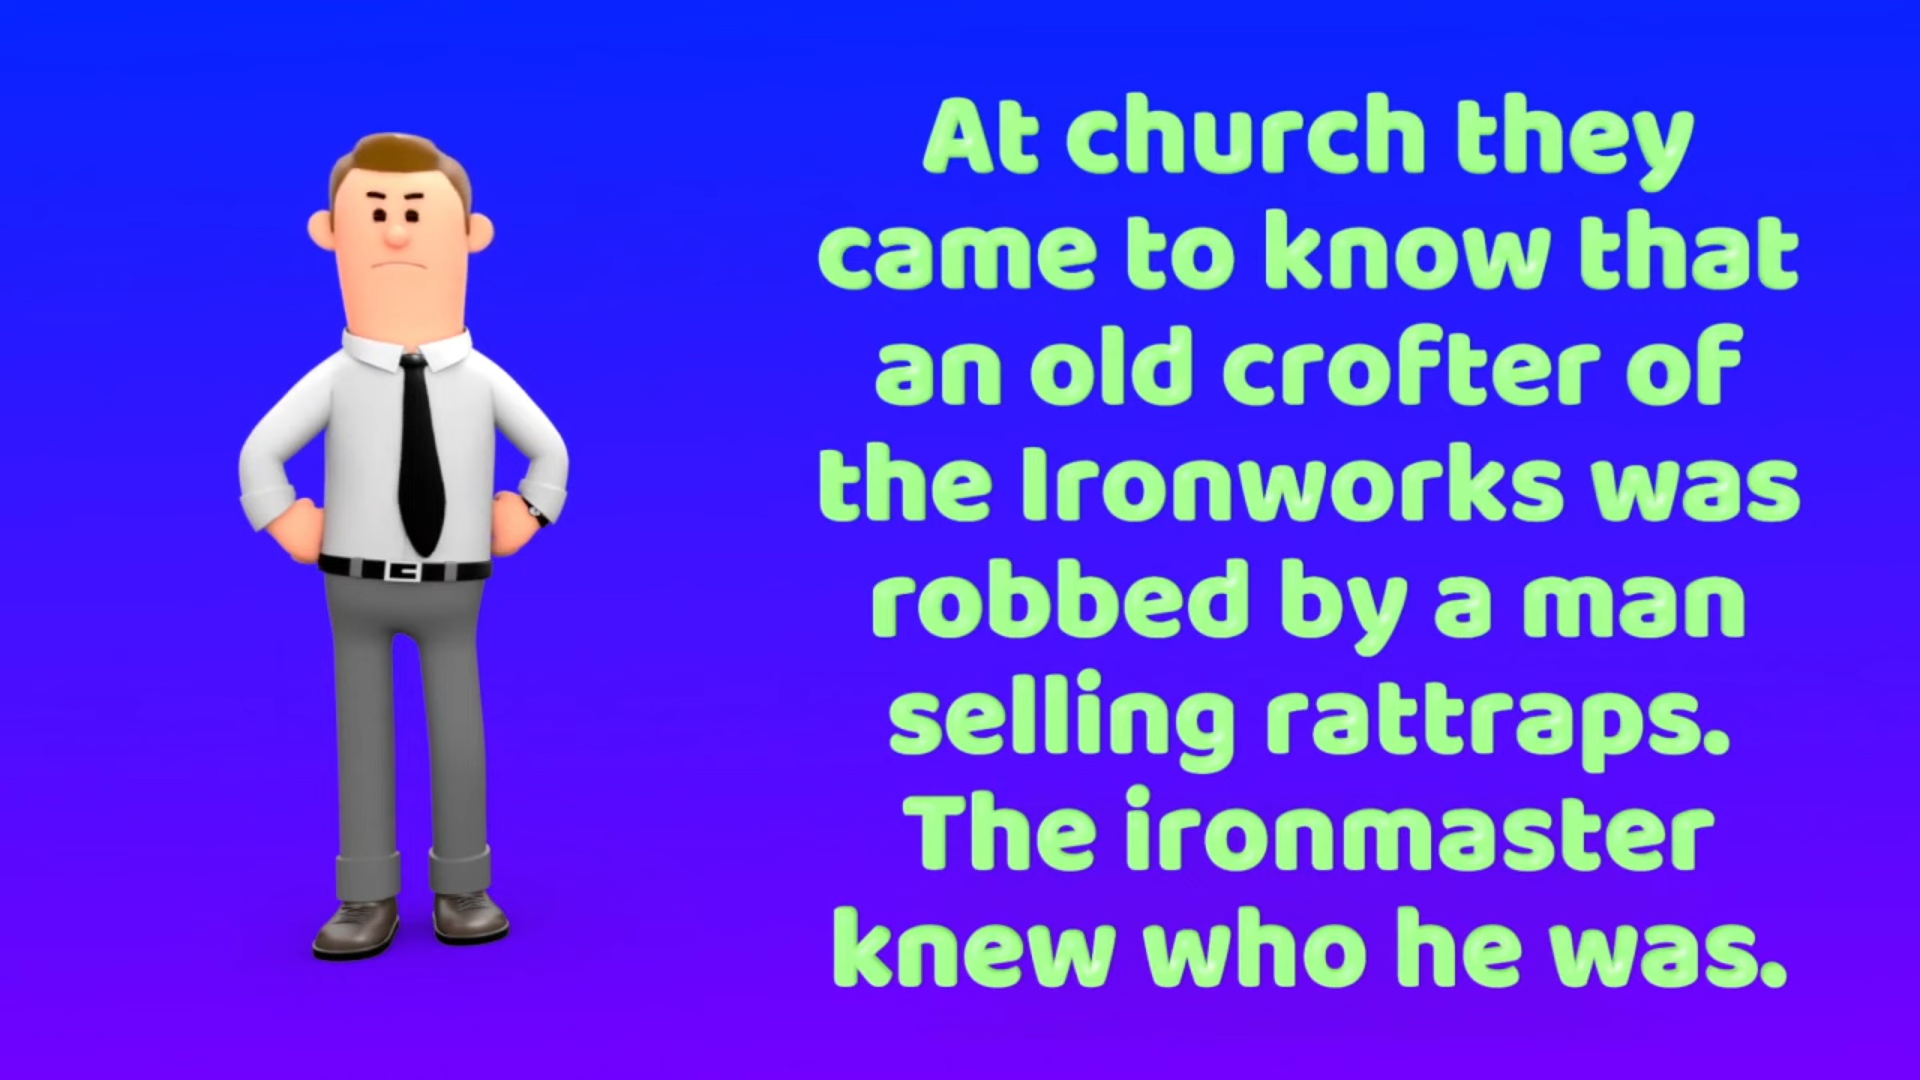 At church they
came to know that
an old crofter of
the Ironworks was
robbed by a man
selling rattraps.
The ironmaster
knew who he was.